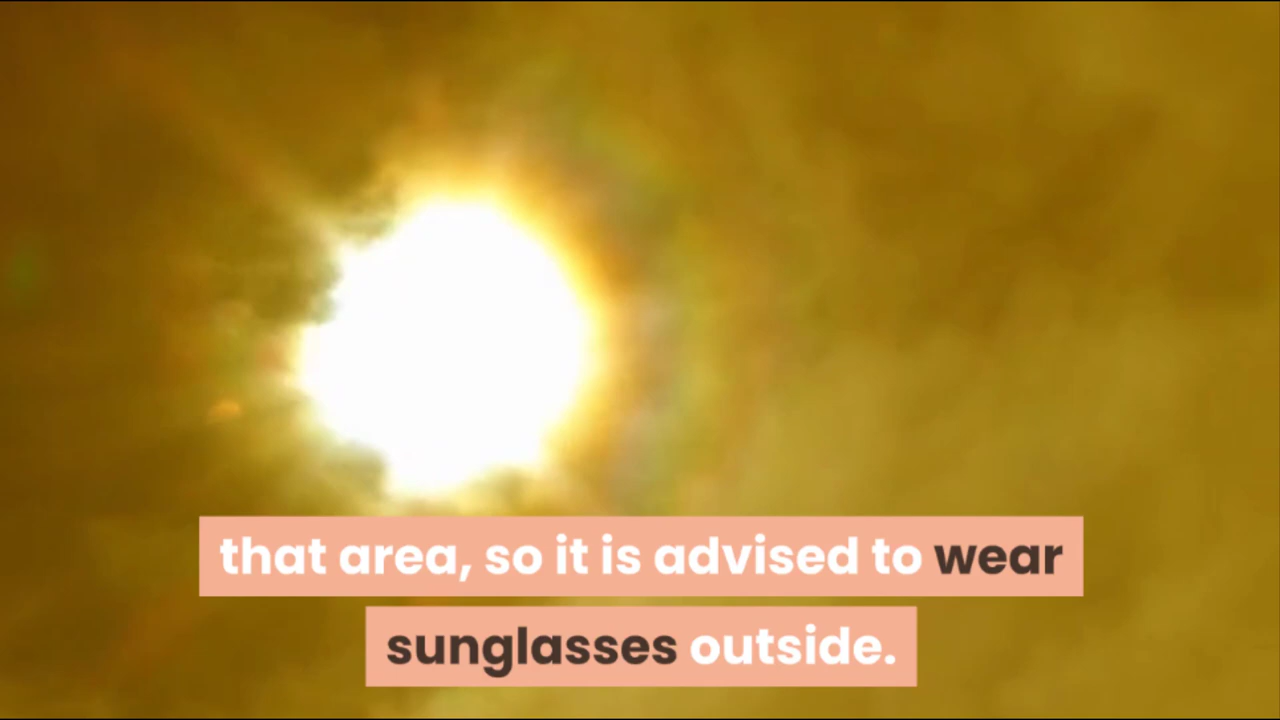 that area, so it is advised to wear
sunglasses outside.